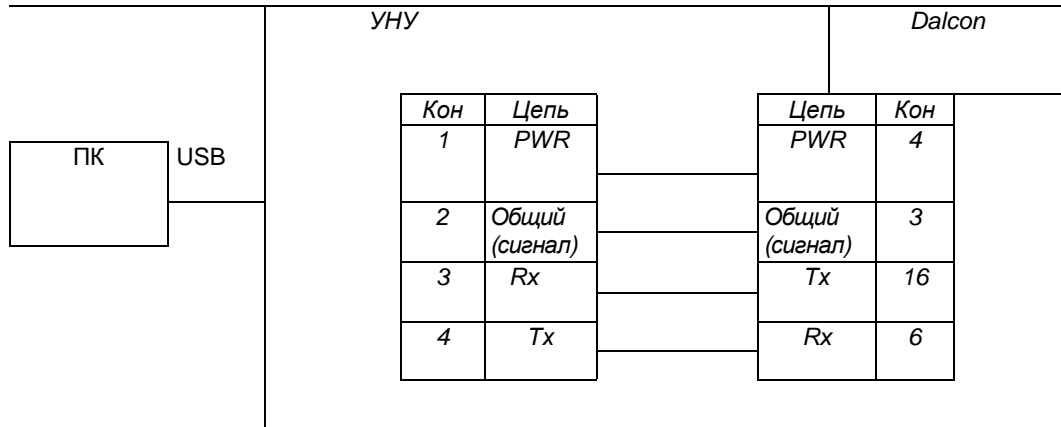 УНУ Dalcon
Кон Цепь Цепь Кон
1 PWR PWR 4
ПК USB
2 Общий Общий 3
(сигнал) (сигнал)
3 Rx Tx 16
4 Tx Rx 6